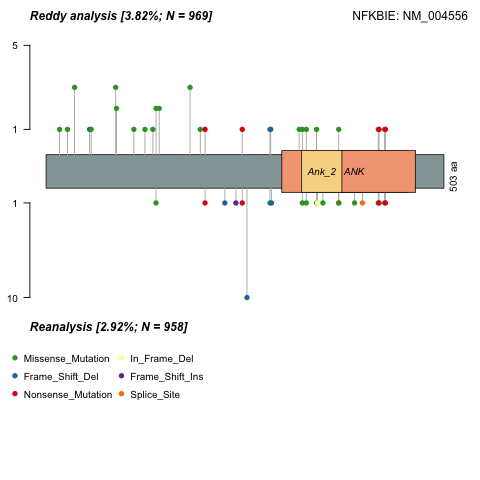 Reddy analysis [3.82%; N = 969]
NFKBIE: NM_004556
5
1
Ank_2
ANK
503 aa
1
10
Reanalysis [2.92%; N = 958]
Missense_Mutation
In_Frame_Del
Frame_Shift_Del
Frame_Shift_Ins
Nonsense_Mutation
Splice_Site